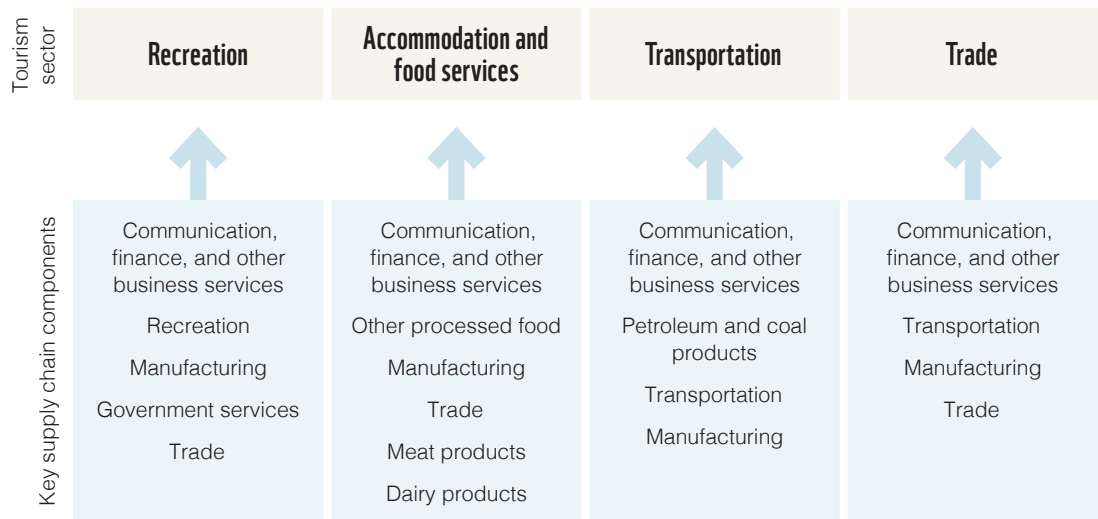 Tourism
sector
Recreation
Accommodation and
food services
Transportation
Trade
Key supply chain components
Communication,
finance, and other
business services
Recreation
Manufacturing
Government services
Trade
Communication,
finance, and other
business services
Other processed food
Manufacturing
Trade
Meat products
Dairy products
Communication,
finance, and other
business services
Petroleum and coal
products
Transportation
Manufacturing
Communication,
finance, and other
business services
Transportation
Manufacturing
Trade